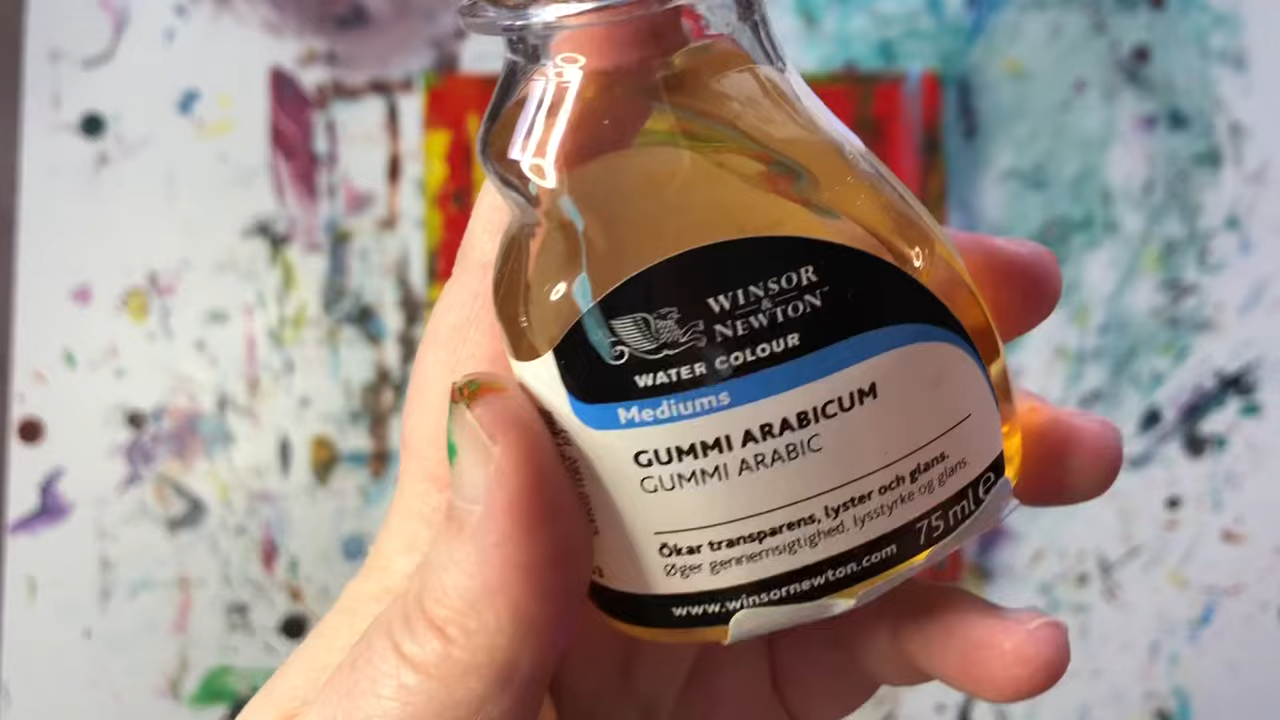 WINSOR
&
NEWTON™
WATER COLOUR
Mediums
GUMMI ARABICUM
GUMMI ARABIC
Ökar transparens, lyster och glans.
Øger gennemsigtighed, lysstyrke og glans.
www.winsornewton.com 75 ml e